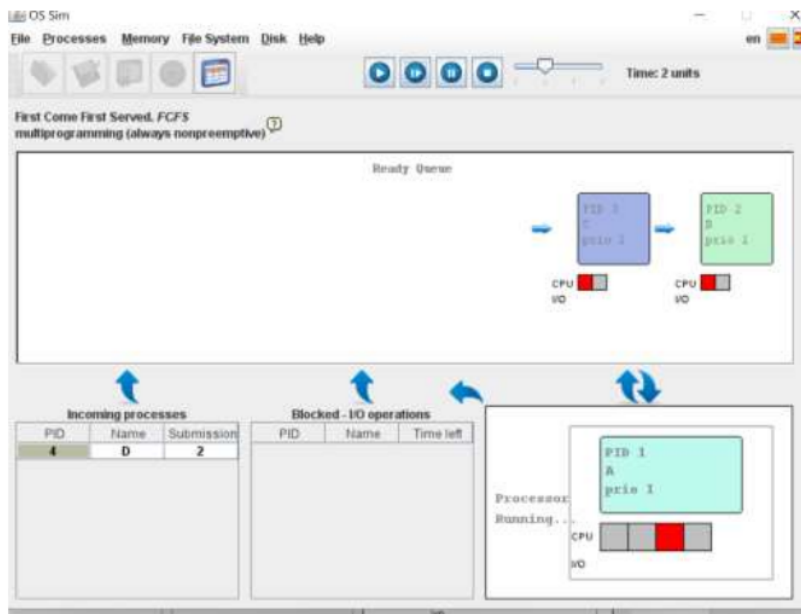 OS Sim
File Processes Memory File System Disk Help
en
Time: 2 units
First Come First Served. FCFS
multiprogramming (always nonpreemptive)
Ready Queue
PID 3
C
prio 1
CPU
I/O
PID 2
B
prio 1
CPU
I/O
Incoming processes
PID Name Submission
4 D 2
Blocked - I/O operations
PID Name Time left
Processor
Running...
PID 1
A
prio 1
CPU
I/O